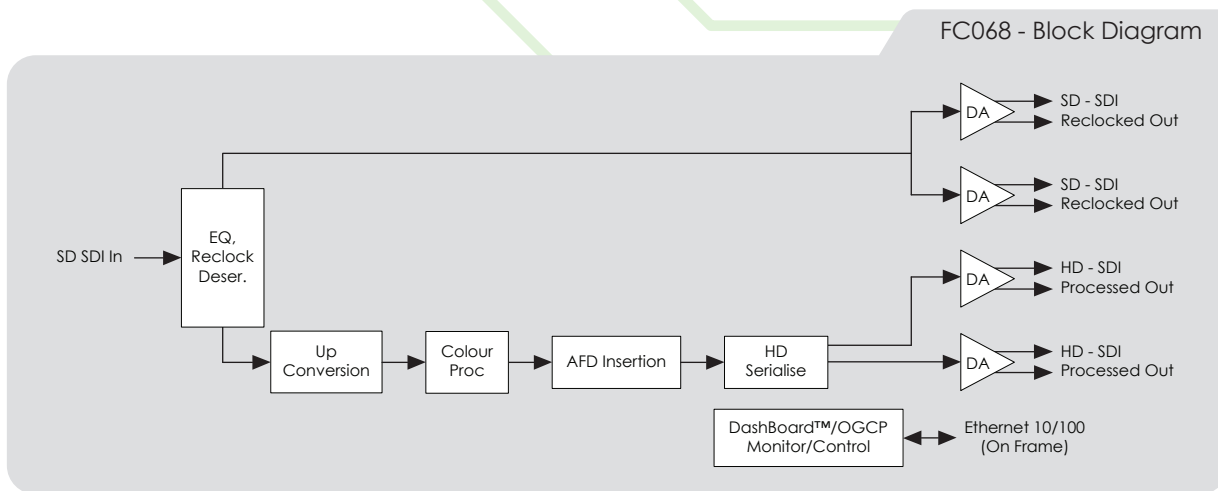 FC068 - Block Diagram
DA
SD - SDI
Reclocked Out
DA
SD - SDI
Reclocked Out
SD SDI In
EQ,
Reclock
Deser.
DA
HD - SDI
Processed Out
Up
Conversion
Colour
Proc
AFD Insertion
HD
Serialise
DA
HD - SDI
Processed Out
DashBoard™/OGCP
Monitor/Control
Ethernet 10/100
(On Frame)